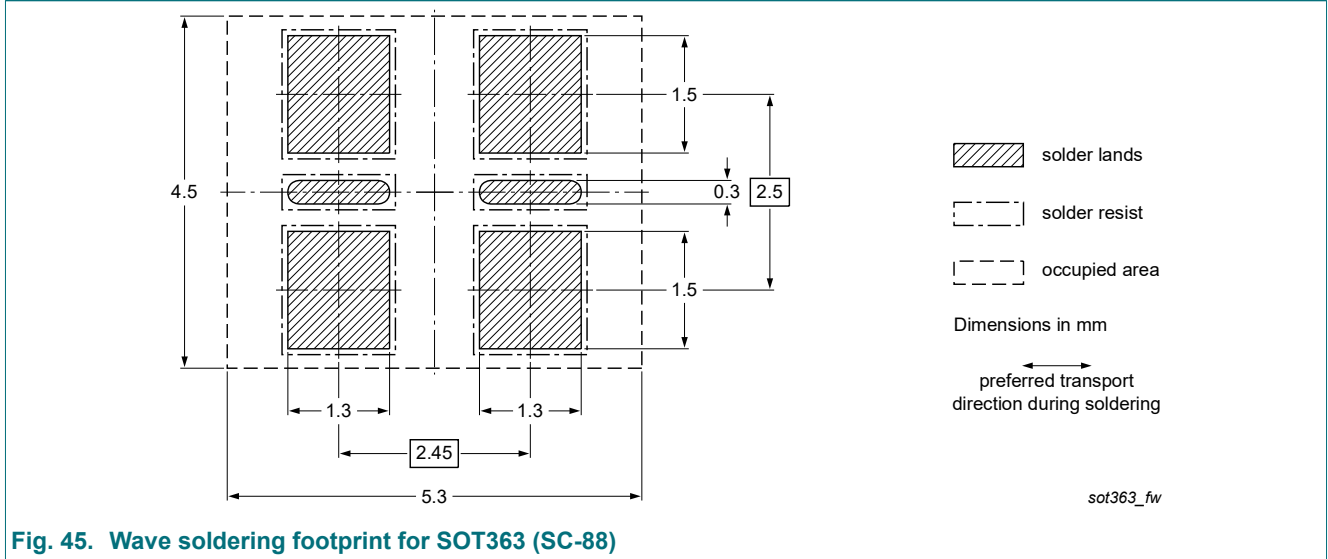 1.5
4.5
0.3
2.5
1.5
1.3
1.3
2.45
5.3
solder lands
solder resist
occupied area
Dimensions in mm
preferred transport
direction during soldering
sot363_fw
Fig. 45. Wave soldering footprint for SOT363 (SC-88)